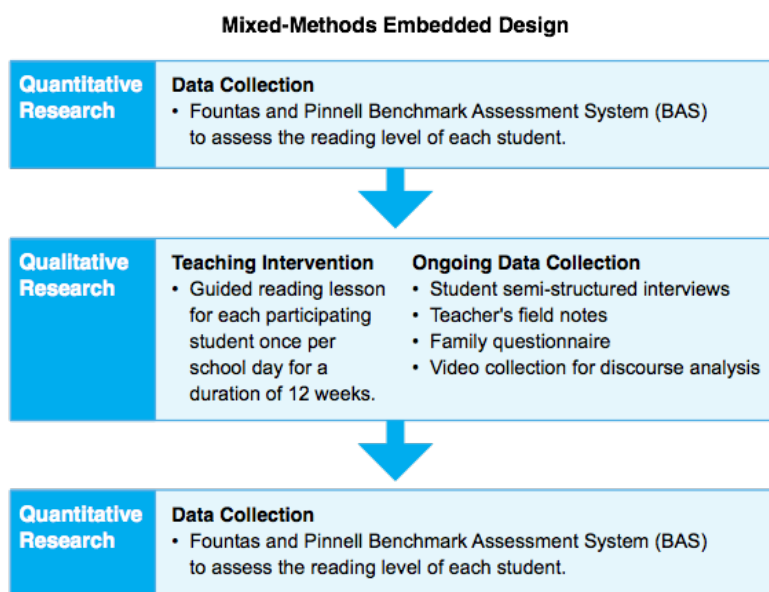 Mixed-Methods Embedded Design
Quantitative
Research
Data Collection
• Fountas and Pinnell Benchmark Assessment System (BAS)
to assess the reading level of each student.
Qualitative
Research
Teaching Intervention
• Guided reading lesson
for each participating
student once per
school day for a
duration of 12 weeks.
Ongoing Data Collection
• Student semi-structured interviews
• Teacher's field notes
• Family questionnaire
• Video collection for discourse analysis
Quantitative
Research
Data Collection
• Fountas and Pinnell Benchmark Assessment System (BAS)
to assess the reading level of each student.